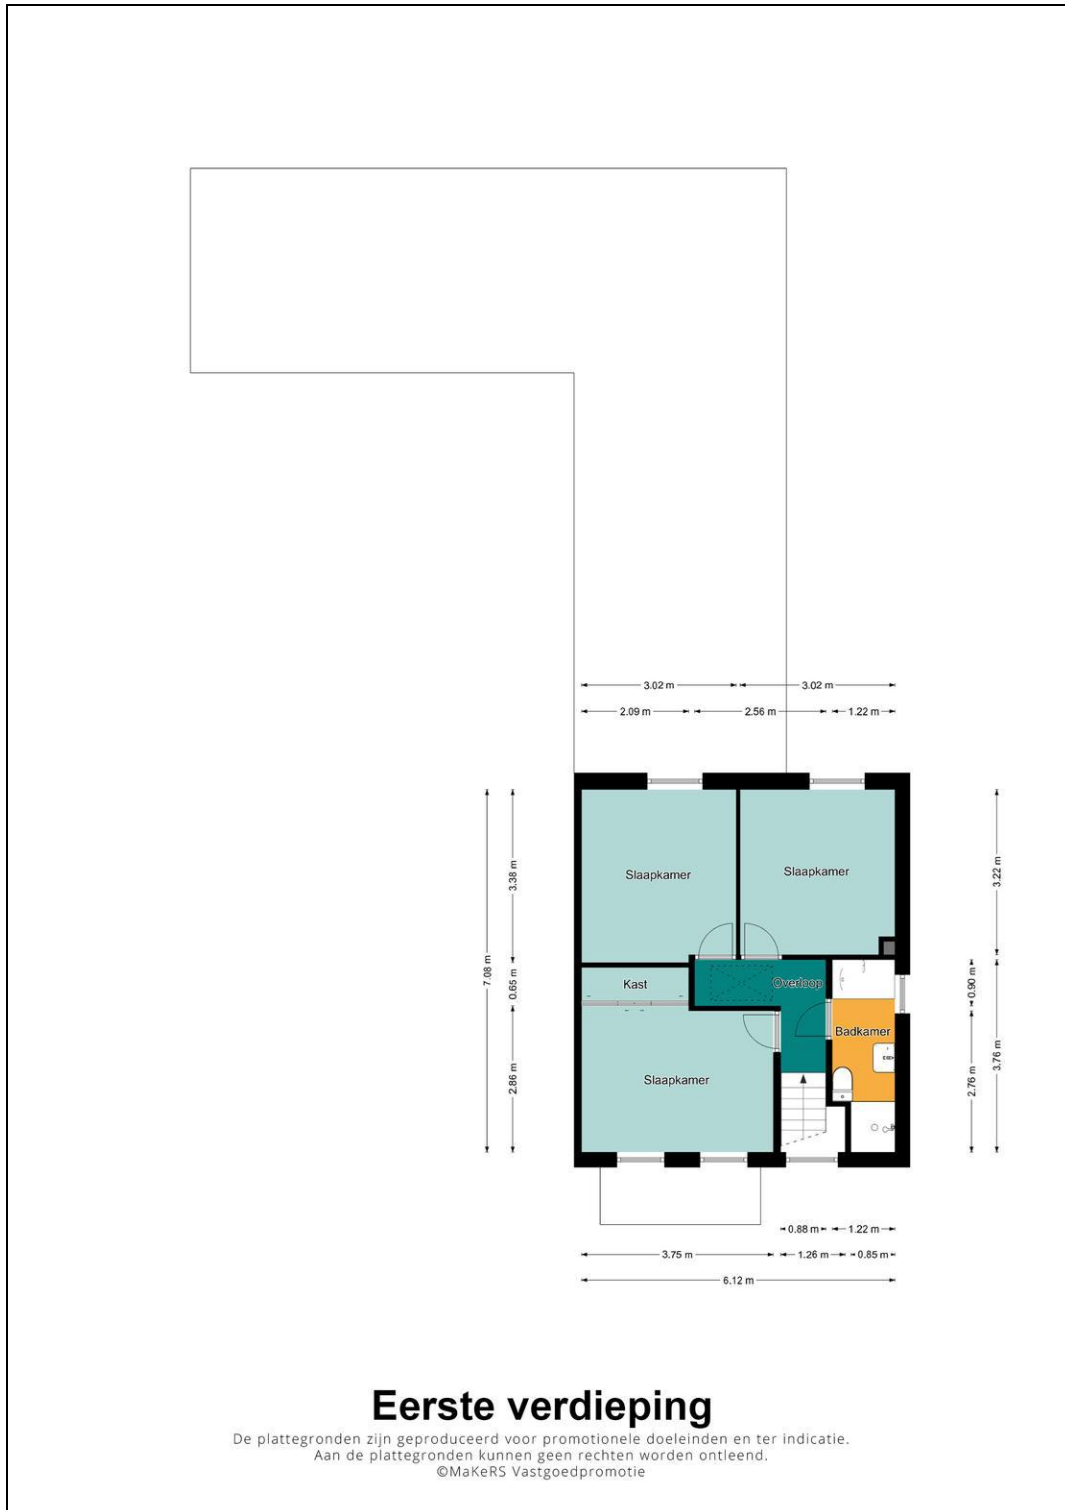 3.02 m
3.02 m
2.09 m
2.56 m
1.22 m
7.08 m
3.38 m
0.65 m
2.86 m
3.22 m
0.90 m
3.76 m
2.76 m
Slaapkamer
Slaapkamer
Kast
Overloop
Badkamer
Slaapkamer
0.88 m
1.22 m
3.75 m
1.26 m
0.85 m
6.12 m
Eerste verdieping
De plattegronden zijn geproduceerd voor promotionele doeleinden en ter indicatie.
Aan de plattegronden kunnen geen rechten worden ontleend.
©MaKeRS Vastgoedpromotie